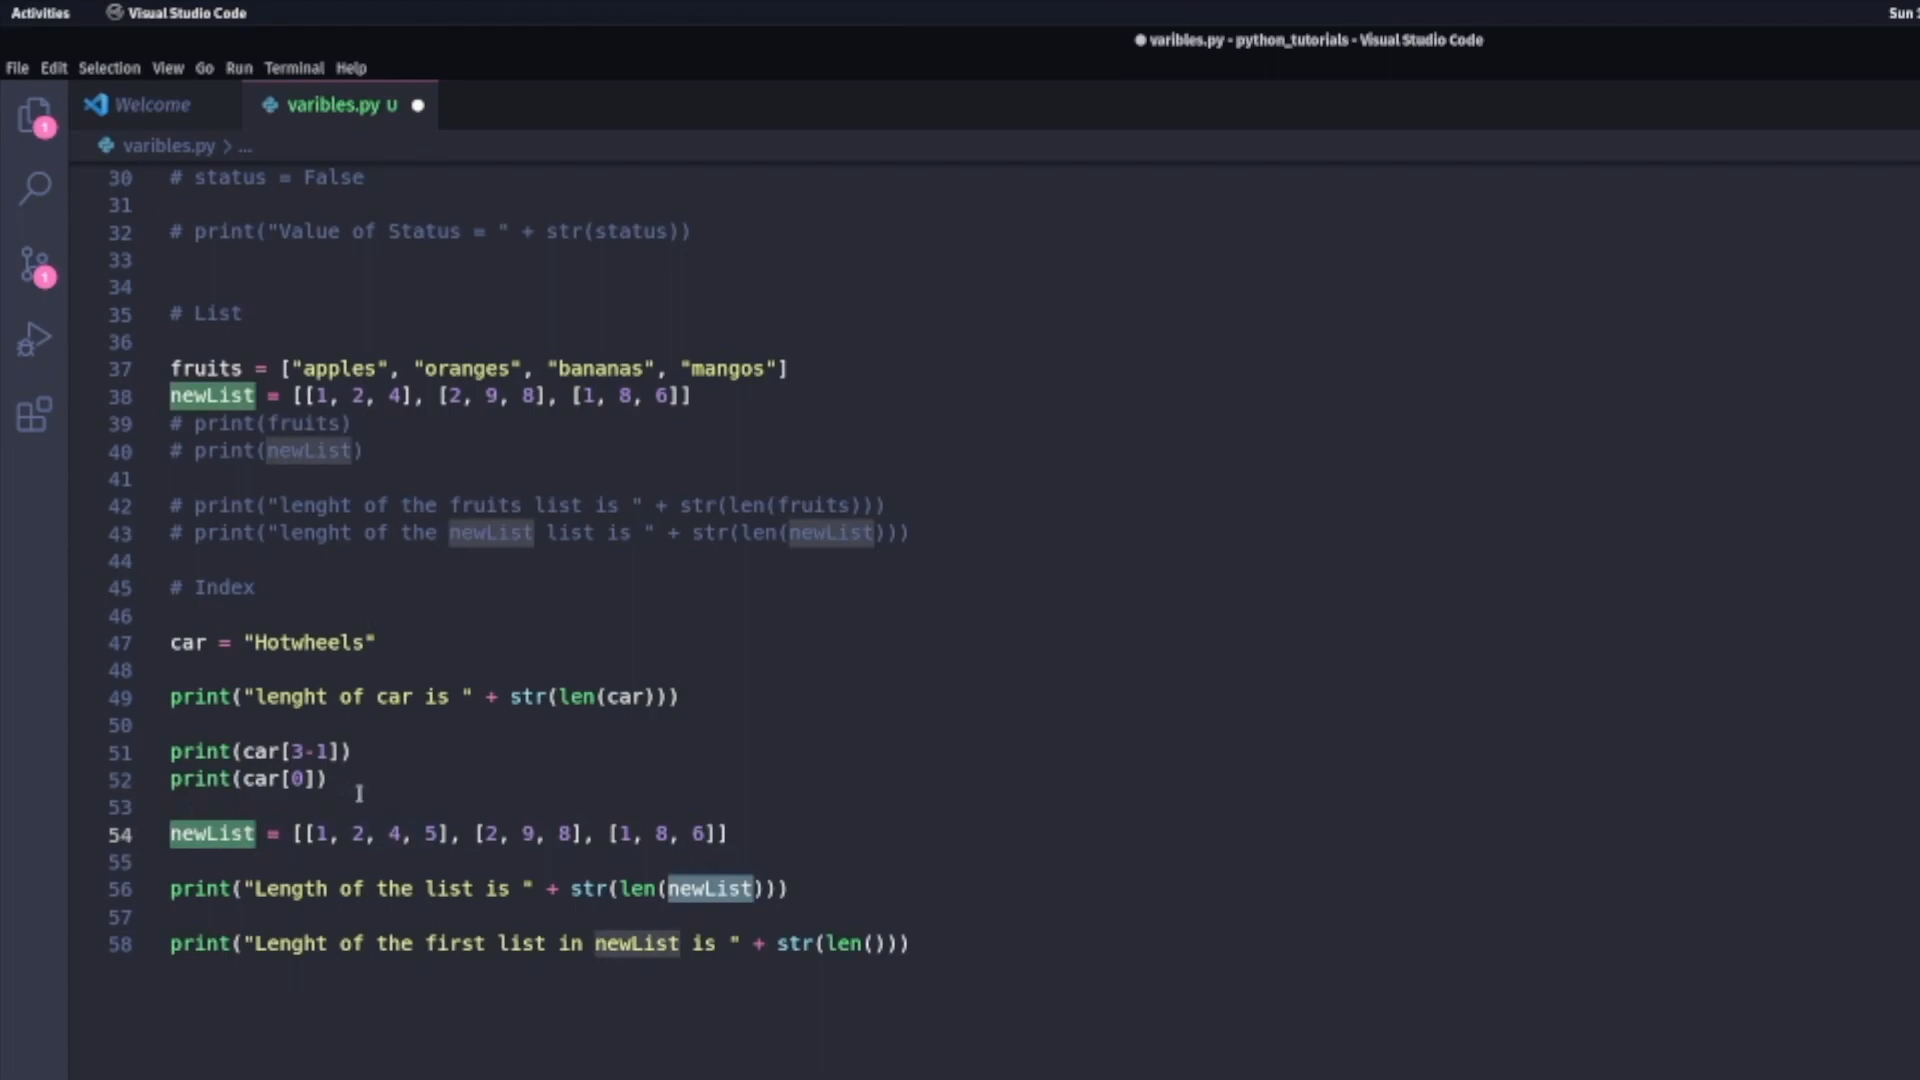 Activities Visual Studio Code Sun
varibles.py - python_tutorials - Visual Studio Code
File Edit Selection View Go Run Terminal Help
Welcome varibles.py U
1
varibles.py > ...
30 # status = False
31
32 # print("Value of Status = " + str(status))
33
1
34
35 # List
36
37 fruits = ["apples", "oranges", "bananas", "mangos"]
38 newList = [[1, 2, 4], [2, 9, 8], [1, 8, 6]]
39 # print(fruits)
40 # print(newList)
41
42 # print("lenght of the fruits list is " + str(len(fruits)))
43 # print("lenght of the newList list is " + str(len(newList)))
44
45 # Index
46
47 car = "Hotwheels"
48
49 print("lenght of car is " + str(len(car)))
50
51 print(car[3-1])
52 print(car[0])
53
54 newList = [[1, 2, 4, 5], [2, 9, 8], [1, 8, 6]]
55
56 print("Length of the list is " + str(len(newList)))
57
58 print("Lenght of the first list in newList is " + str(len()))